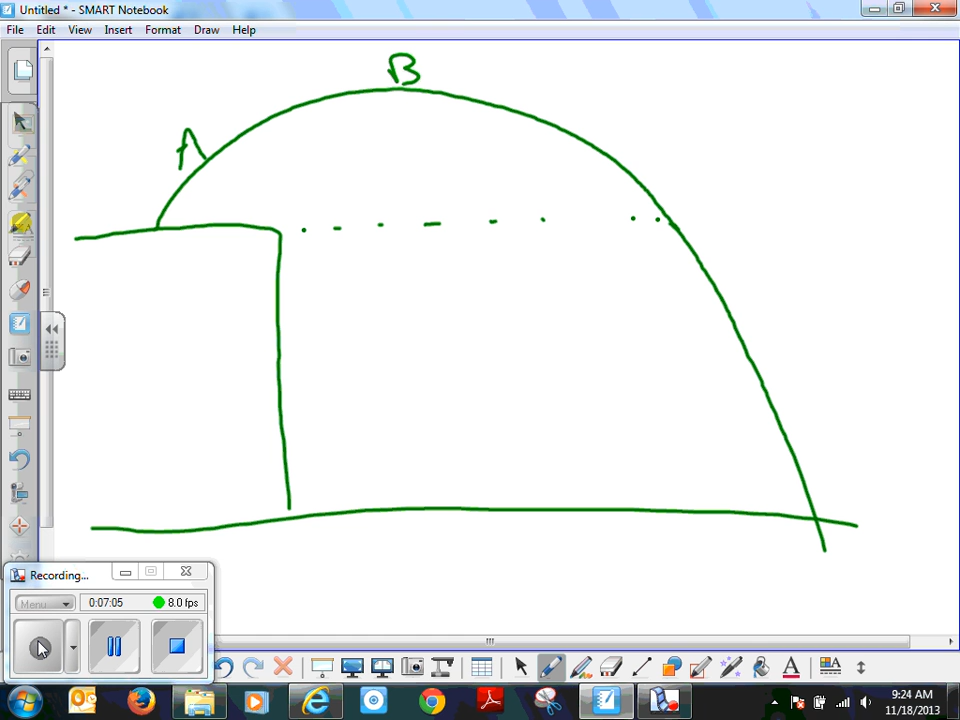 Untitled * - SMART Notebook
File Edit View Insert Format Draw Help
B
A
Recording...
Menu
0:07:05 8.0 fps
9:24 AM
11/18/2013